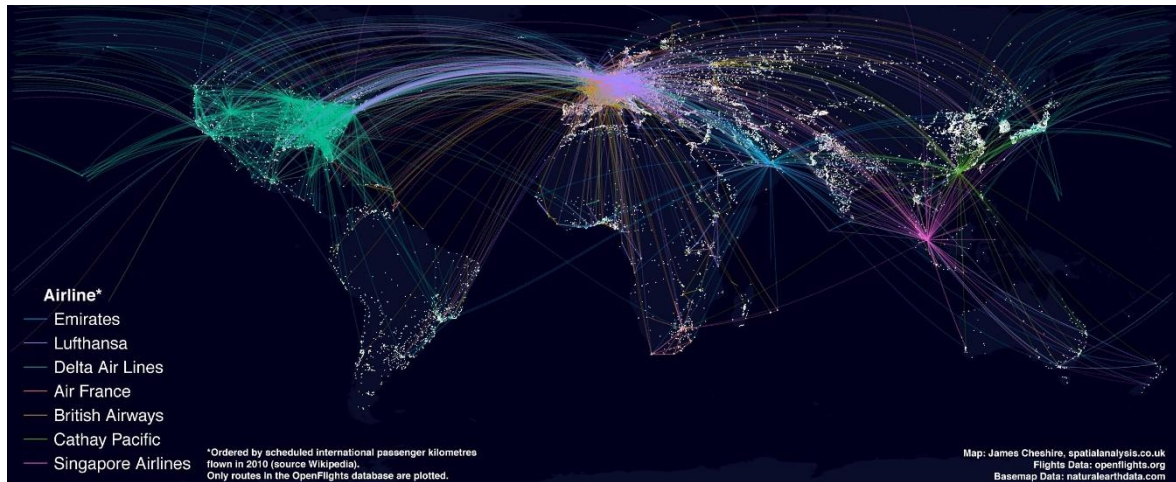 Airline*
Emirates
Lufthansa
Delta Air Lines
Air France
British Airways
Cathay Pacific
Singapore Airlines
*Ordered by scheduled international passenger kilometres
flown in 2010 (source Wikipedia).
Only routes in the OpenFlights database are plotted.
Map: James Cheshire, spatialanalysis.co.uk
Flights Data: openflights.org
Basemap Data: naturalearthdata.com